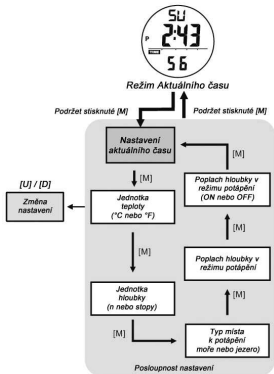 SU
P 2:43
56
Režim Aktuálního času
Podržet stisknuté [M]
Podržet stisknuté [M]
Nastavení
aktuálního času
[M]
[M]
[U] / [D]
Změna
nastavení
Jednotka
teploty
(°C nebo °F)
Poplach hloubky v
režimu potápění
(ON nebo OFF)
[M]
[M]
Poplach hloubky v
režimu potápění
Jednotka
hloubky
(n nebo stopy)
[M]
[M]
Typ místa
k potápění
moře nebo jezero)
Posloupnost nastavení